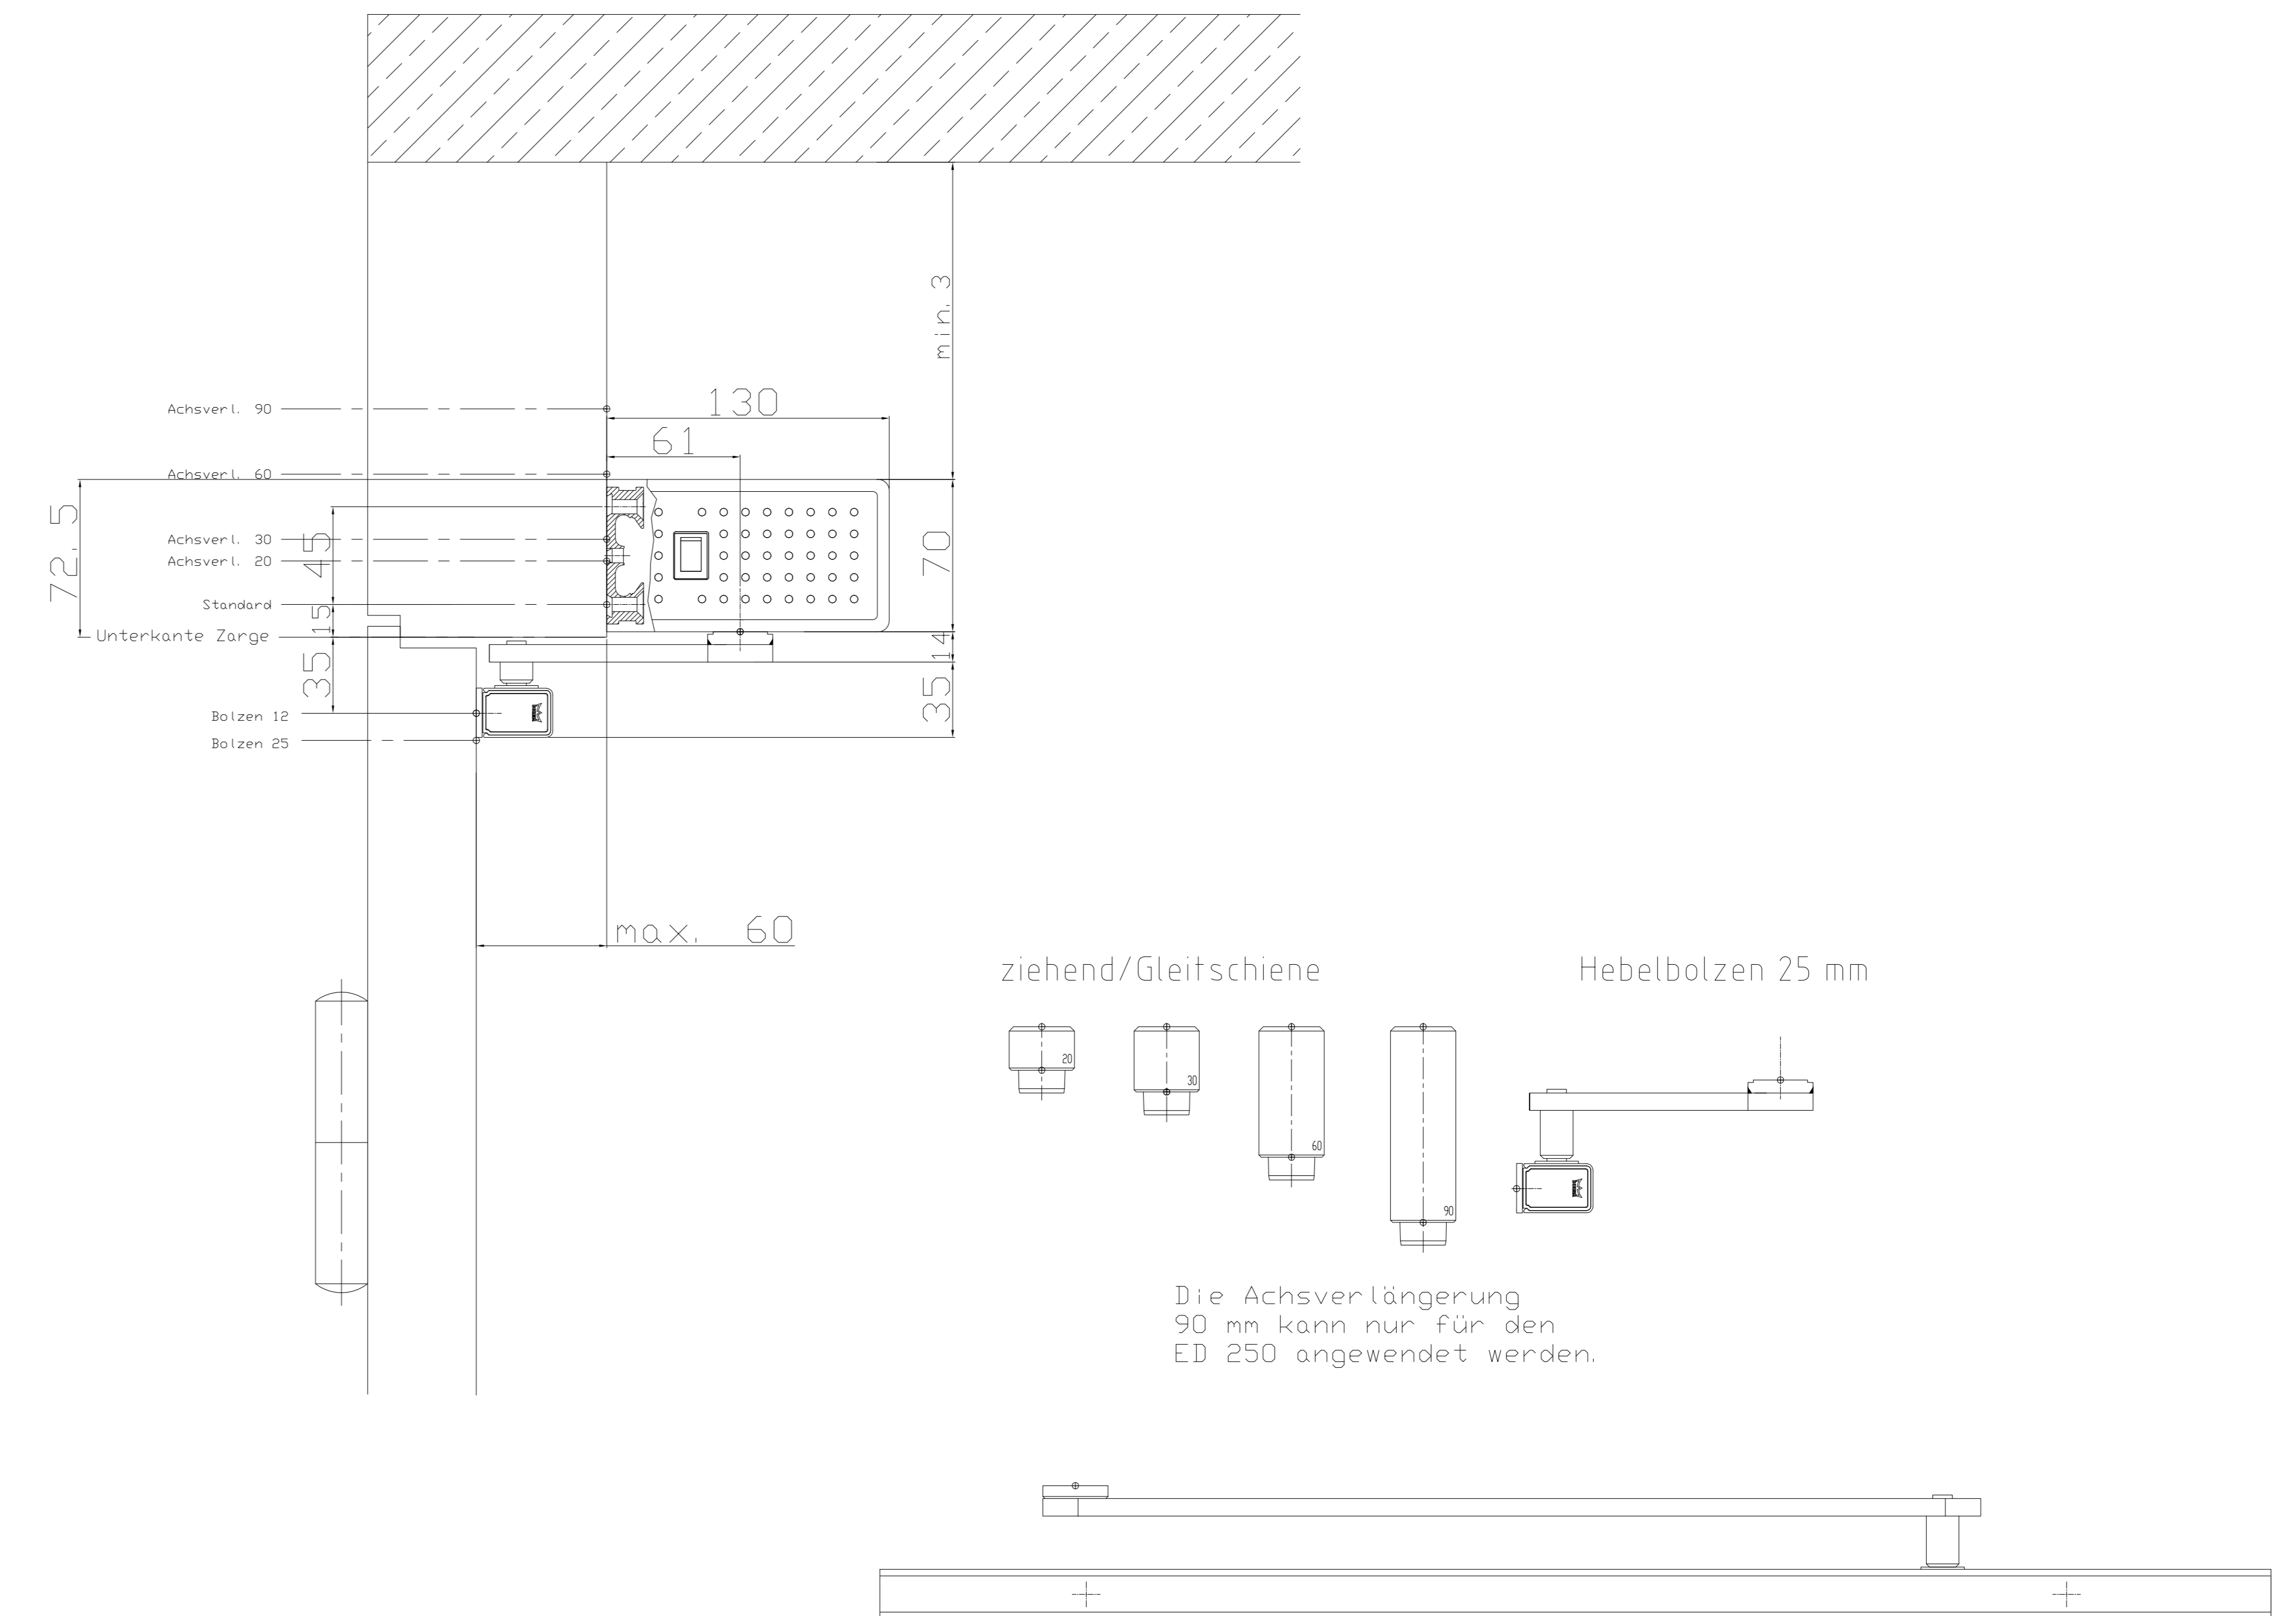 min. 3
Achsverl. 90
130
61
Achsverl. 60
72.5
45
Achsverl. 30
Achsverl. 20
70
Standard
15
Unterkante Zarge
14
35
35
Bolzen 12
Bolzen 25
max. 60
ziehend/Gleitschiene
Hebelbolzen 25 mm
20
30
60
90
Die Achsverlängerung
90 mm kann nur für den
ED 250 angewendet werden.